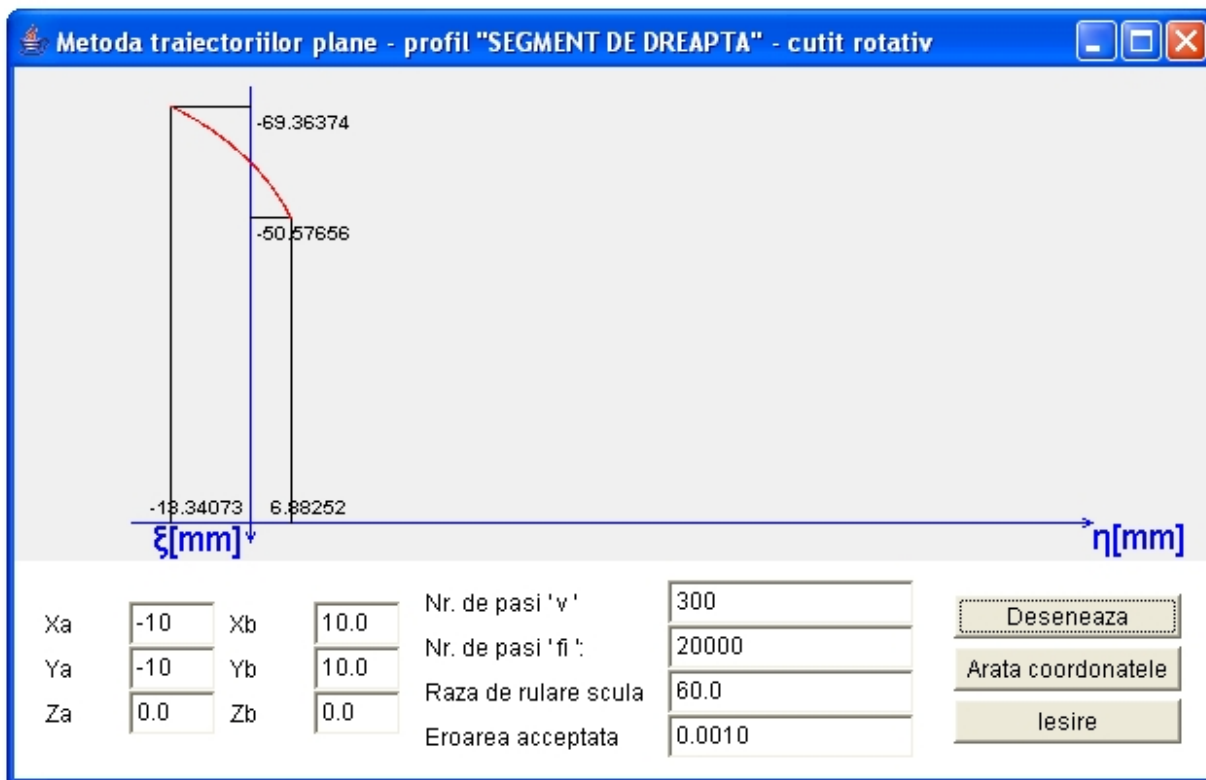 Metoda traiectoriilor plane - profil "SEGMENT DE DREAPTA" - cutit rotativ
-69.36374
-50.57656
-13.34073
6.88252
ξ[mm]
η[mm]
Xa -10 Xb 10.0
Ya -10 Yb 10.0
Za 0.0 Zb 0.0
Nr. de pasi ' v ' 300
Nr. de pasi ' fi ': 20000
Raza de rulare scula 60.0
Eroarea acceptata 0.0010
Deseneaza
Arata coordonatele
Iesire